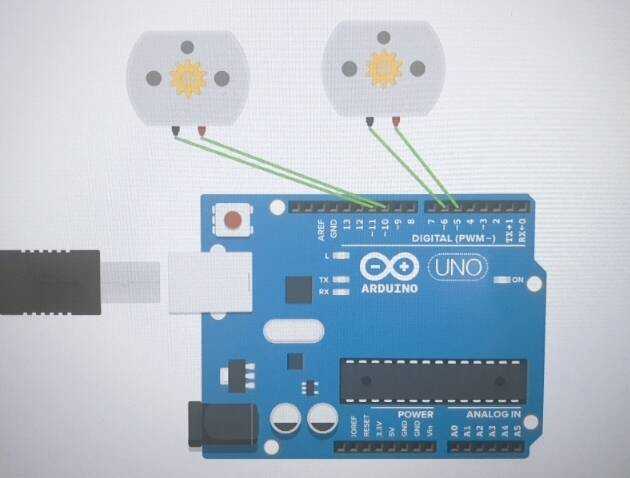 AREF
GND
13
12
~11
~10
~9
8
7
~6
~5
4
~3
2
TX→1
RX←0
DIGITAL (PWM~)
L
TX
RX
ARDUINO
UNO
ON
POWER
ANALOG IN
IOREF
RESET
3.3V
5V
GND
GND
Vin
A0
A1
A2
A3
A4
A5